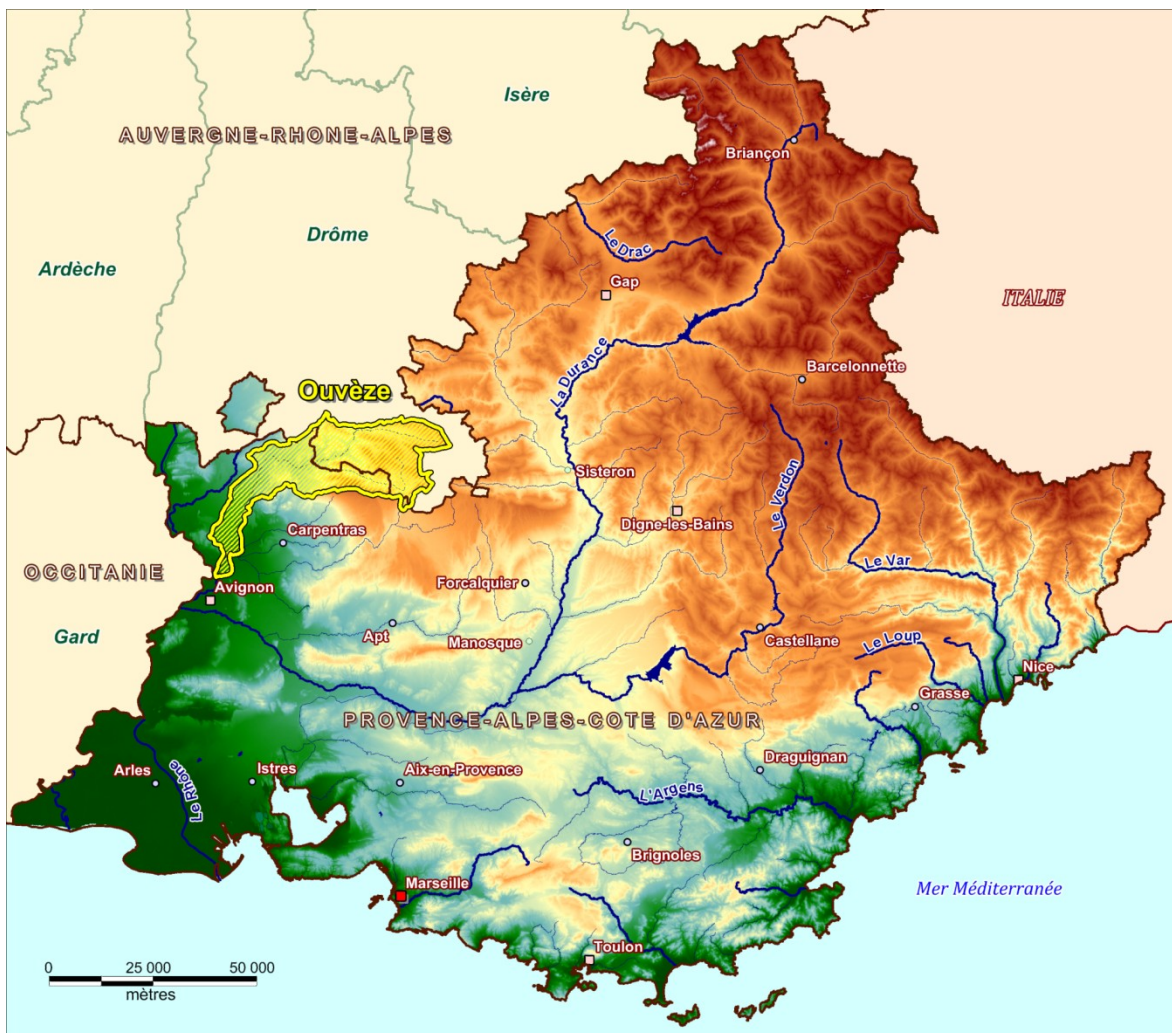 Isère
AUVERGNE-RHONE-ALPES
Briançon
Drôme
Le Drac
Ardèche
Gap
ITALIE
La Durance
Barcelonnette
Ouvèze
Sisteron
Le Verdon
Digne-les-Bains
Carpentras
Le Var
OCCITANIE
Forcalquier
Avignon
Gard
Apt
Manosque
Castellane
Le Loup
Nice
Grasse
PROVENCE-ALPES-COTE D'AZUR
Draguignan
Arles
Le Rhône
Istres
Aix-en-Provence
L'Argens
Brignoles
Marseille
Mer Méditerranée
Toulon
0 25 000 50 000
mètres